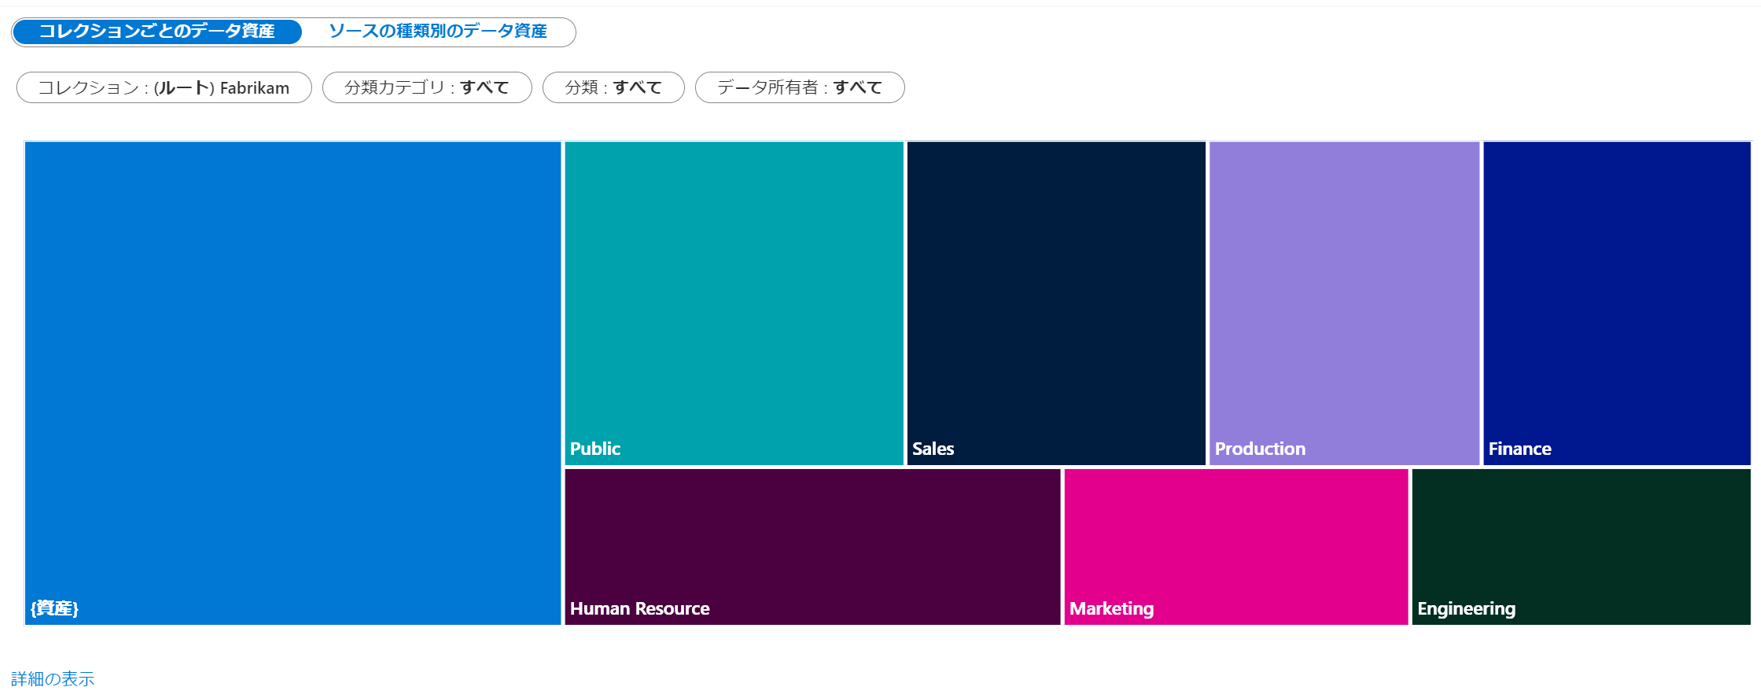 コレクションごとのデータ資産 ソースの種類別のデータ資産
コレクション : (ルート) Fabrikam 分類カテゴリ : すべて 分類 : すべて データ所有者 : すべて
Public Sales Production Finance
{資産} Human Resource Marketing Engineering
詳細の表示